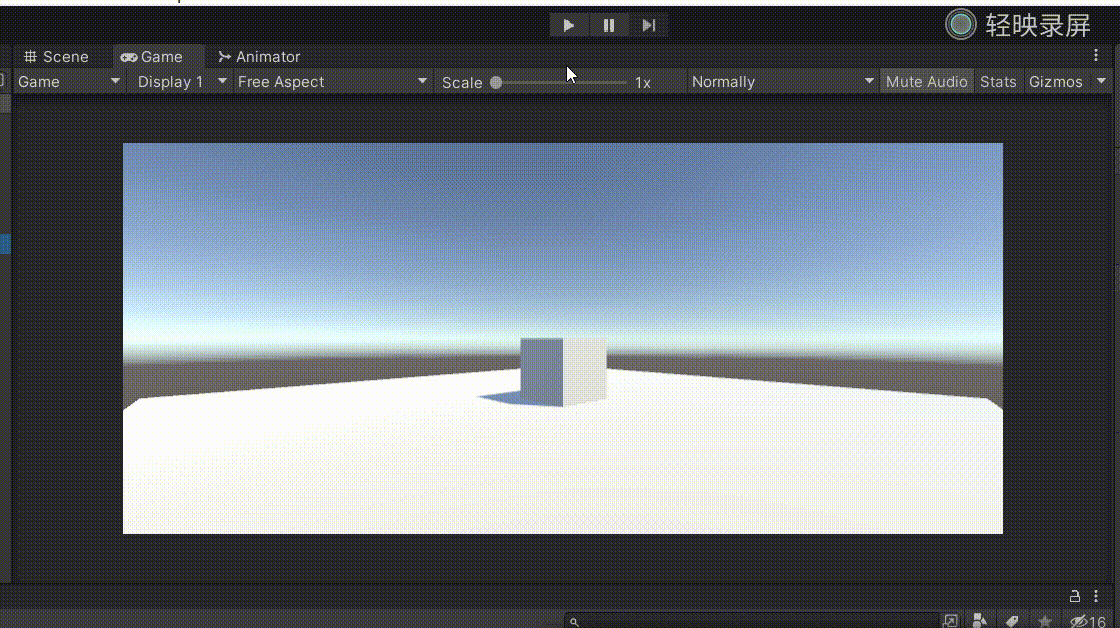 轻映录屏
Scene Game Animator
Game Display 1 Free Aspect Scale 1x Normally Mute Audio Stats Gizmos
16